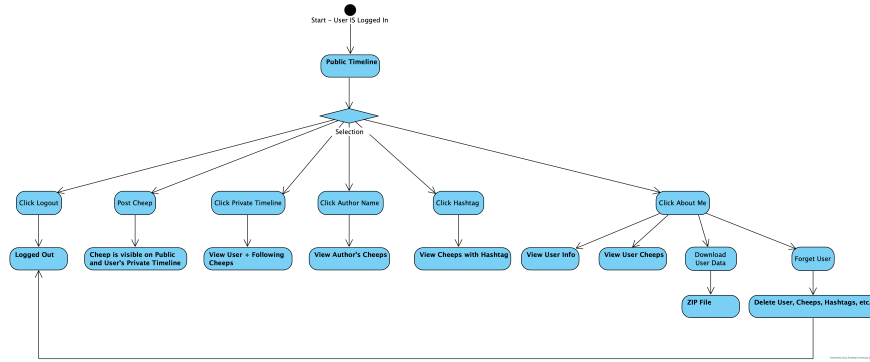 Start - User IS Logged In
Public Timeline
Selection
Click Logout
Post Cheep
Click Private Timeline
Click Author Name
Click Hashtag
Click About Me
Logged Out
Cheep is visible on Public
and User's Private Timeline
View User + Following
Cheeps
View Author's Cheeps
View Cheeps with Hashtag
View User Info
View User Cheeps
Download
User Data
Forget User
ZIP File
Delete User, Cheeps, Hashtags, etc